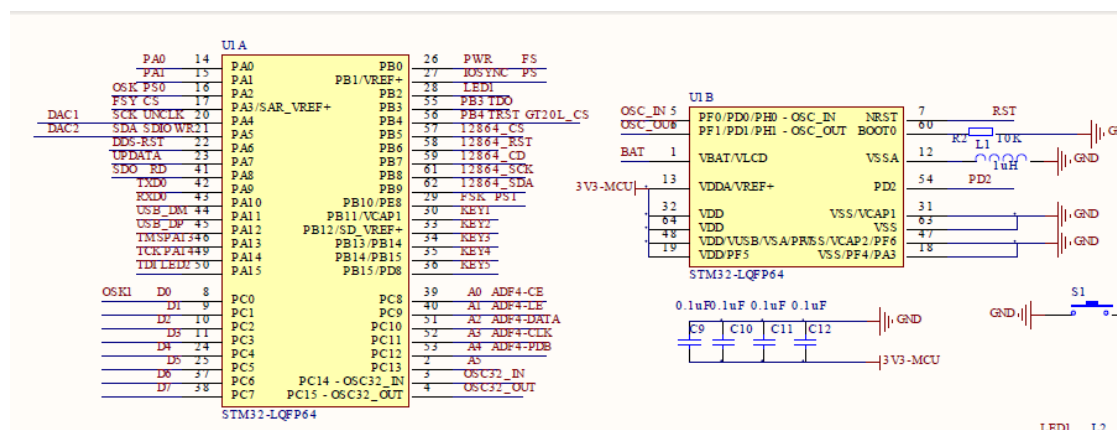 U1A
PA0 14 PA0 PB0 26 PWR FS
PA1 15 PA1 PB1/VREF+ 27 IOSYNC PS
OSK PS0 16 PA2 PB2 28 LED1
FSY CS 17 PA3/SAR_VREF+ PB3 55 PB3 TDO
DAC1 SCK UNCLK 20 PA4 PB4 56 PB4 TRST GT20L_CS
DAC2 SDA SDIO WR 21 PA5 PB5 57 12864_CS
DDS-RST 22 PA6 PB6 58 12864_RST
UPDATA 23 PA7 PB7 59 12864_CD
SDO RD 41 PA8 PB8 61 12864_SCK
TXD0 42 PA9 PB9 62 12864_SDA
RXD0 43 PA10 PB10/PE8 29 FSK PST
USB_DM 44 PA11 PB11/VCAP1 30 KEY1
USB_DP 45 PA12 PB12/SD_VREF+ 33 KEY2
TMSPA13 46 PA13 PB13/PB14 34 KEY3
TCK PA14 49 PA14 PB14/PB15 35 KEY4
TDI LED2 50 PA15 PB15/PD8 36 KEY5
OSK1 D0 8 PC0 PC8 39 A0 ADF4-CE
D1 9 PC1 PC9 40 A1 ADF4-LE
D2 10 PC2 PC10 51 A2 ADF4-DATA
D3 11 PC3 PC11 52 A3 ADF4-CLK
D4 24 PC4 PC12 53 A4 ADF4-PDB
D5 25 PC5 PC13 2 A5
D6 37 PC6 PC14 - OSC32_IN 3 OSC32_IN
D7 38 PC7 PC15 - OSC32_OUT 4 OSC32_OUT
STM32-LQFP64
U1B
OSC_IN 5 PF0/PD0/PH0 - OSC_IN NRST 7 RST
OSC_OUT 6 PF1/PD1/PH1 - OSC_OUT BOOT0 60 R2 10K
BAT 1 VBAT/VLCD VSSA 12 L1 1uH GND
3V3-MCU 13 VDDA/VREF+ PD2 54 PD2
32 VDD VSS/VCAP1 31
64 VDD VSS 63 GND
48 VDD/VUSB/VSA/PF VSS/VCAP2/PF6 47 GND
19 VDD/PF5 VSS/PF4/PA3 18
STM32-LQFP64
0.1uF 0.1uF 0.1uF 0.1uF
C9 C10 C11 C12 GND
3V3-MCU
S1
GND
LED1 L2